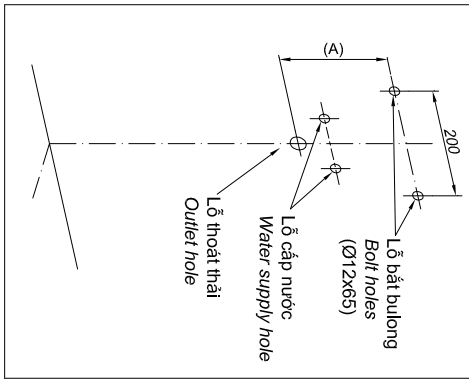 (A)
200
Lỗ bắt bulong
Bolt holes
(Ø12x65)
Lỗ cấp nước
Water supply hole
Lỗ thoát thải
Outlet hole